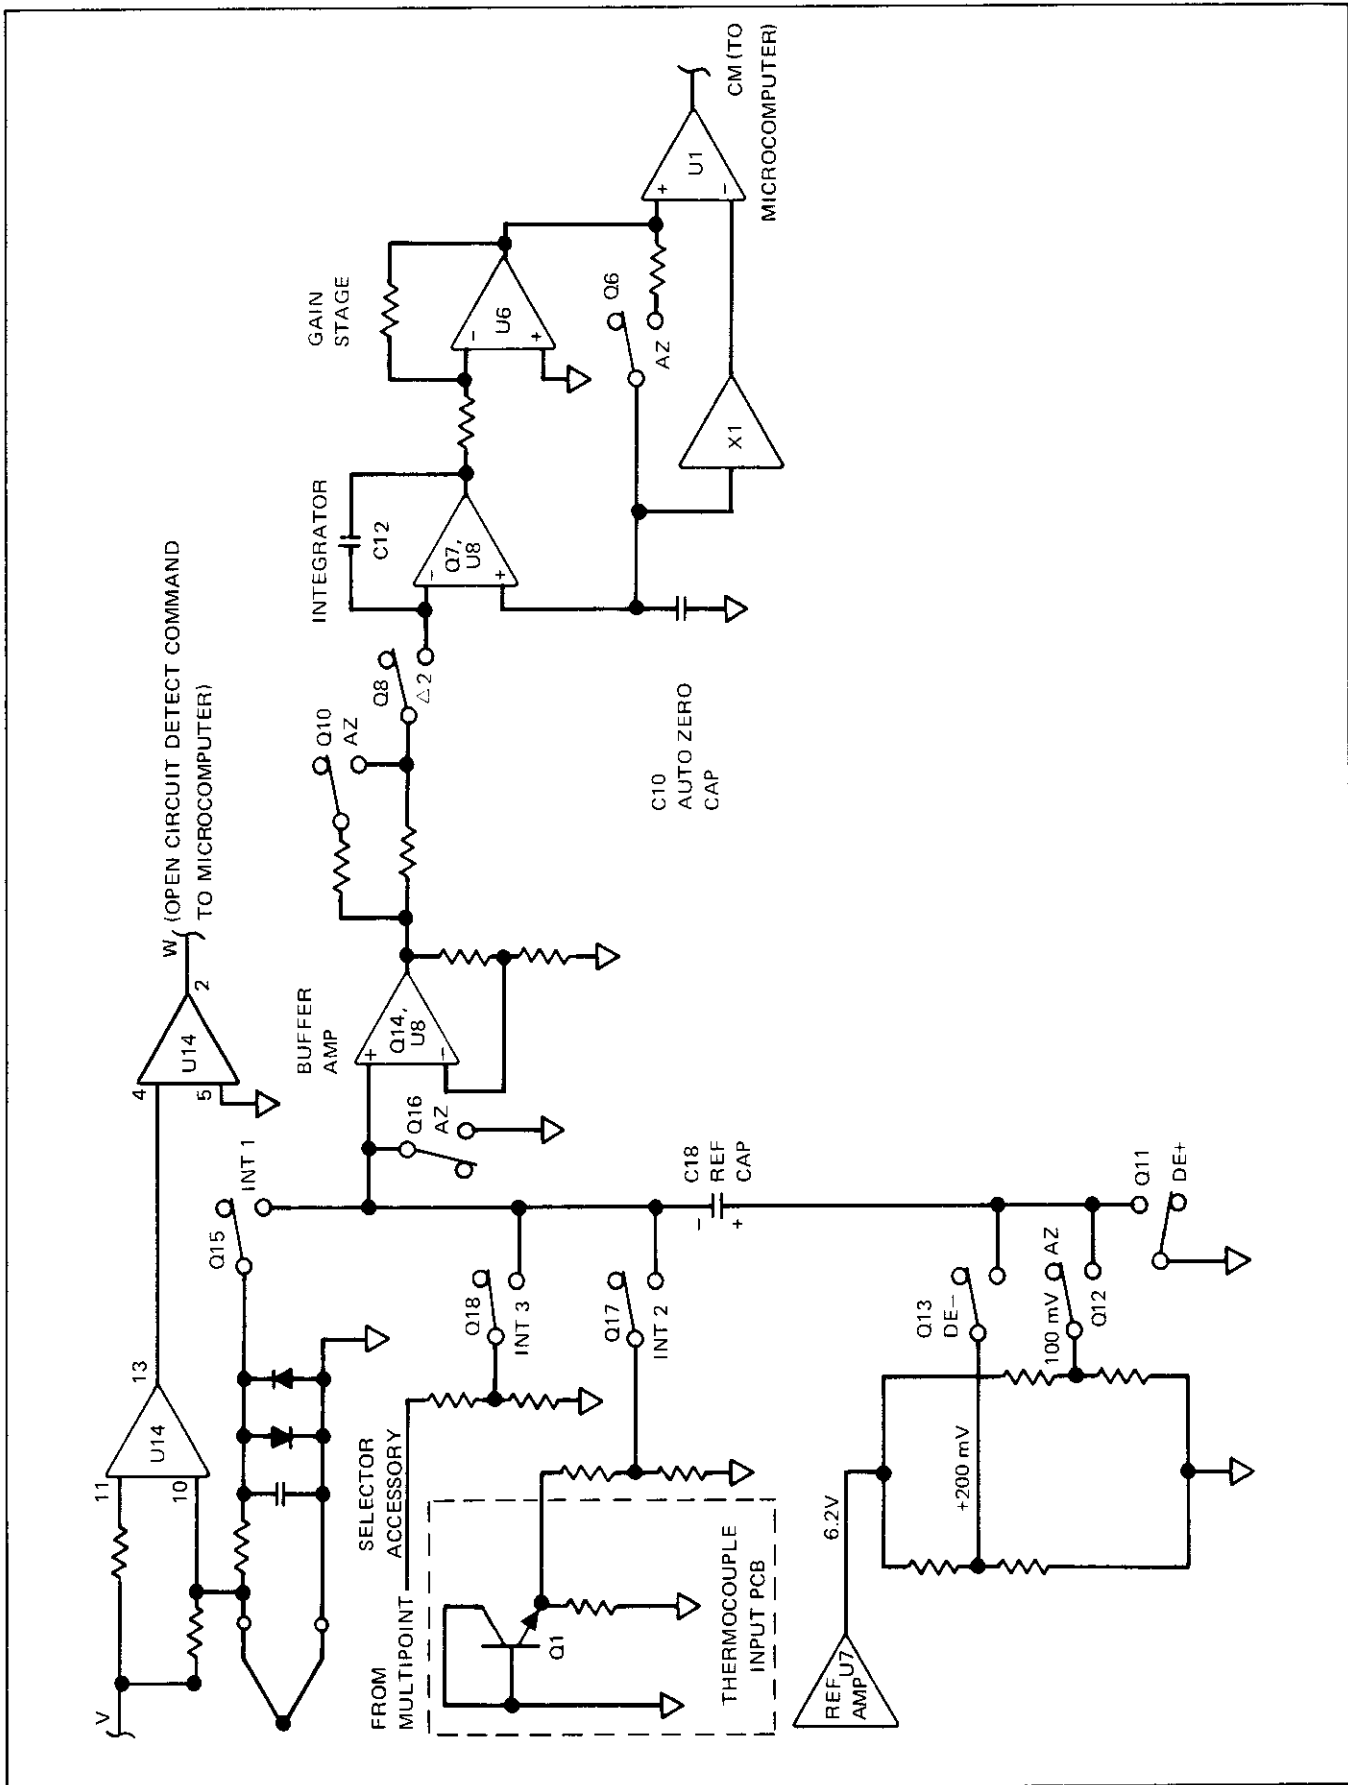 V
11
10
U14
13
4
5
U14
2
W (OPEN CIRCUIT DETECT COMMAND
TO MICROCOMPUTER)
Q15
INT 1
BUFFER
AMP
+
Q14,
U8
−
Q16
AZ
Q10
AZ
Q8
△2
INTEGRATOR
C12
−
Q7,
U8
+
GAIN
STAGE
−
U6
+
Q6
AZ
+
U1
−
CM (TO
MICROCOMPUTER)
X1
C10
AUTO ZERO
CAP
FROM
MULTIPOINT
SELECTOR
ACCESSORY
Q18
INT 3
Q17
INT 2
Q1
THERMOCOUPLE
INPUT PCB
−
+
C18
REF
CAP
REF
AMP
U7
6.2V
+200 mV
Q13
DE−
100 mV
AZ
Q12
Q11
DE+